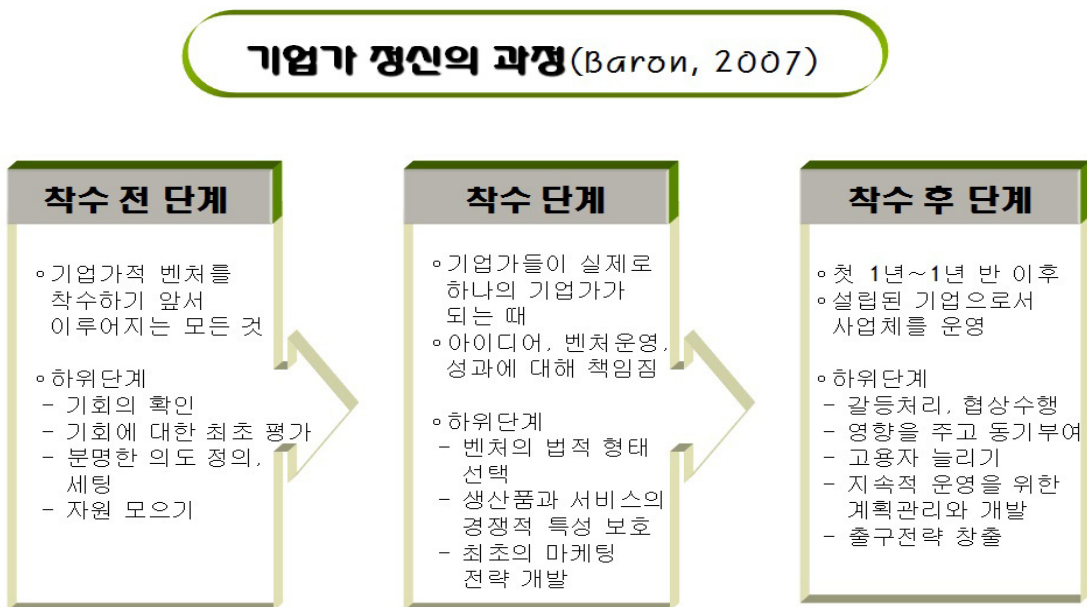 기업가 정신의 과정(Baron, 2007)
착수 전 단계
∘기업가적 벤처를
착수하기 앞서
이루어지는 모든 것
∘하위단계
- 기회의 확인
- 기회에 대한 최초 평가
- 분명한 의도 정의,
세팅
- 자원 모으기
착수 단계
∘기업가들이 실제로
하나의 기업가가
되는 때
∘아이디어, 벤처운영,
성과에 대해 책임짐
∘하위단계
- 벤처의 법적 형태
선택
- 생산품과 서비스의
경쟁적 특성 보호
- 최초의 마케팅
전략 개발
착수 후 단계
∘첫 1년~1년 반 이후
∘설립된 기업으로서
사업체를 운영
∘하위단계
- 갈등처리, 협상수행
- 영향을 주고 동기부여
- 고용자 늘리기
- 지속적 운영을 위한
계획관리와 개발
- 출구전략 창출